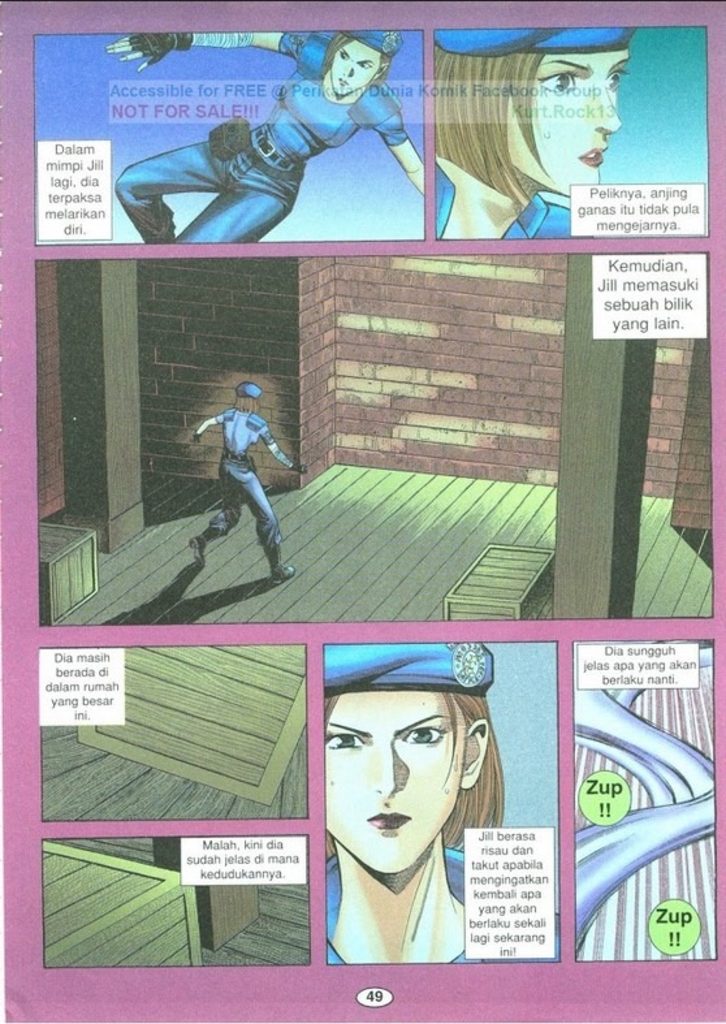 Accessible for FREE @ Perikatan Dunia Komik Facebook Group
NOT FOR SALE!!! Kurt.Rock13
Dalam
mimpi Jill
lagi, dia
terpaksa
melarikan
diri.
Peliknya, anjing
ganas itu tidak pula
mengejarnya.
Kemudian,
Jill memasuki
sebuah bilik
yang lain.
Dia masih
berada di
dalam rumah
yang besar
ini.
Malah, kini dia
sudah jelas di mana
kedudukannya.
Jill berasa
risau dan
takut apabila
mengingatkan
kembali apa
yang akan
berlaku sekali
lagi sekarang
ini!
Dia sungguh
jelas apa yang akan
berlaku nanti.
Zup
!!
Zup
!!
49